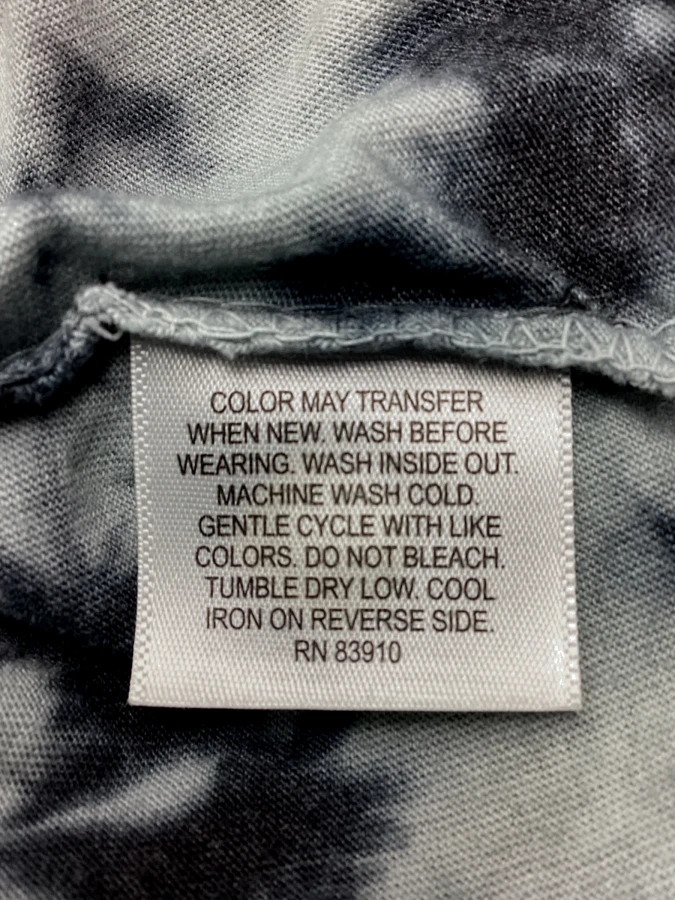 COLOR MAY TRANSFER
WHEN NEW. WASH BEFORE
WEARING. WASH INSIDE OUT.
MACHINE WASH COLD.
GENTLE CYCLE WITH LIKE
COLORS. DO NOT BLEACH.
TUMBLE DRY LOW. COOL
IRON ON REVERSE SIDE.
RN 83910